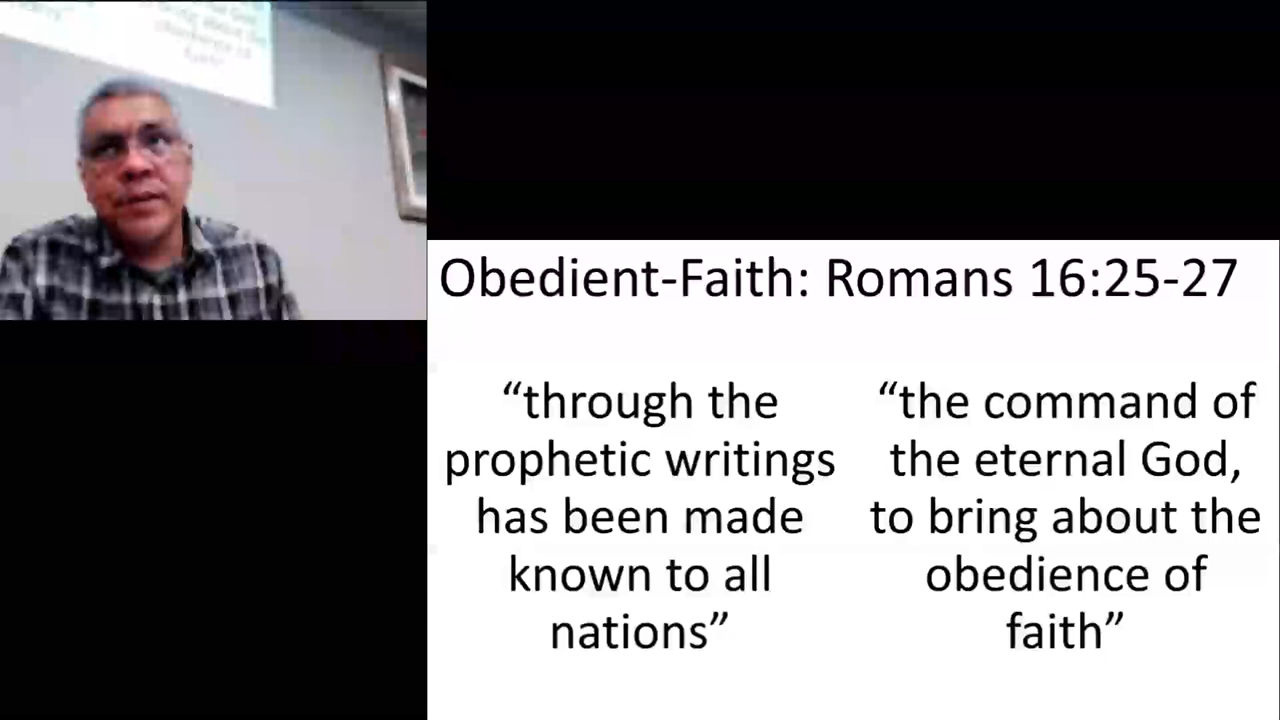 Obedient-Faith: Romans 16:25-27
“through the
prophetic writings
has been made
known to all
nations”
“the command of
the eternal God,
to bring about the
obedience of
faith”